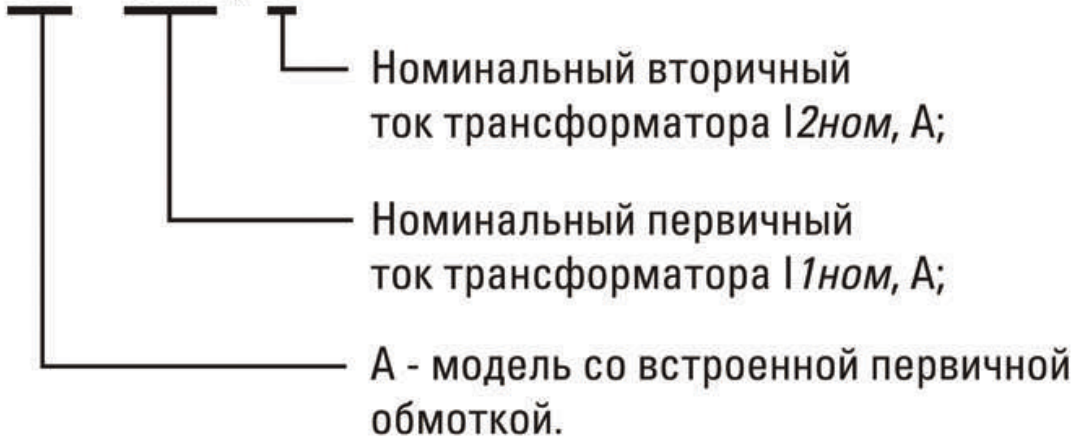 Номинальный вторичный
ток трансформатора I2ном, А;
Номинальный первичный
ток трансформатора I1ном, А;
А - модель со встроенной первичной
обмоткой.